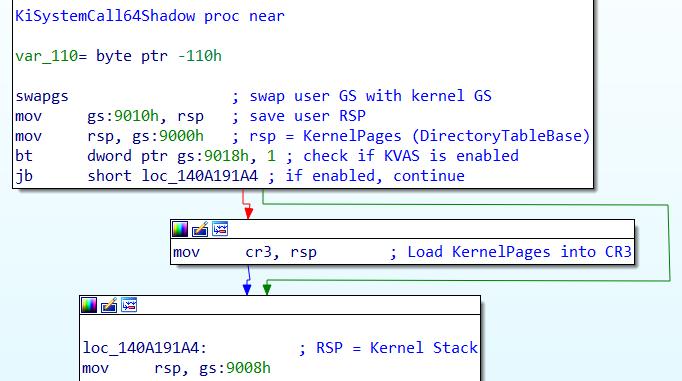 KiSystemCall64Shadow proc near
var_110= byte ptr -110h
swapgs ; swap user GS with kernel GS
mov gs:9010h, rsp ; save user RSP
mov rsp, gs:9000h ; rsp = KernelPages (DirectoryTableBase)
bt dword ptr gs:9018h, 1 ; check if KVAS is enabled
jb short loc_140A191A4 ; if enabled, continue
mov cr3, rsp ; Load KernelPages into CR3
loc_140A191A4: ; RSP = Kernel Stack
mov rsp, gs:9008h